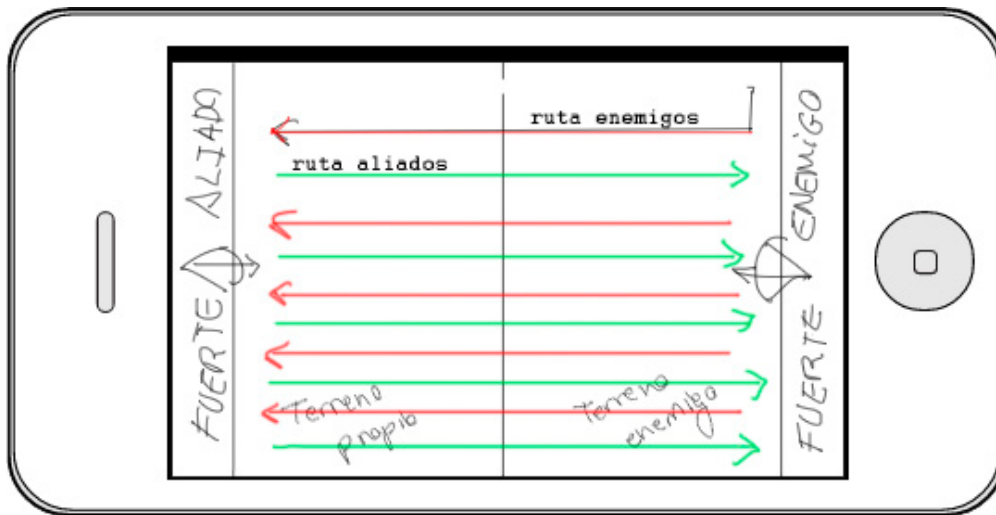 FUERTE ALIADO
ruta enemigos
ruta aliados
Terreno
propio
Terreno
enemigo
FUERTE ENEMiGO